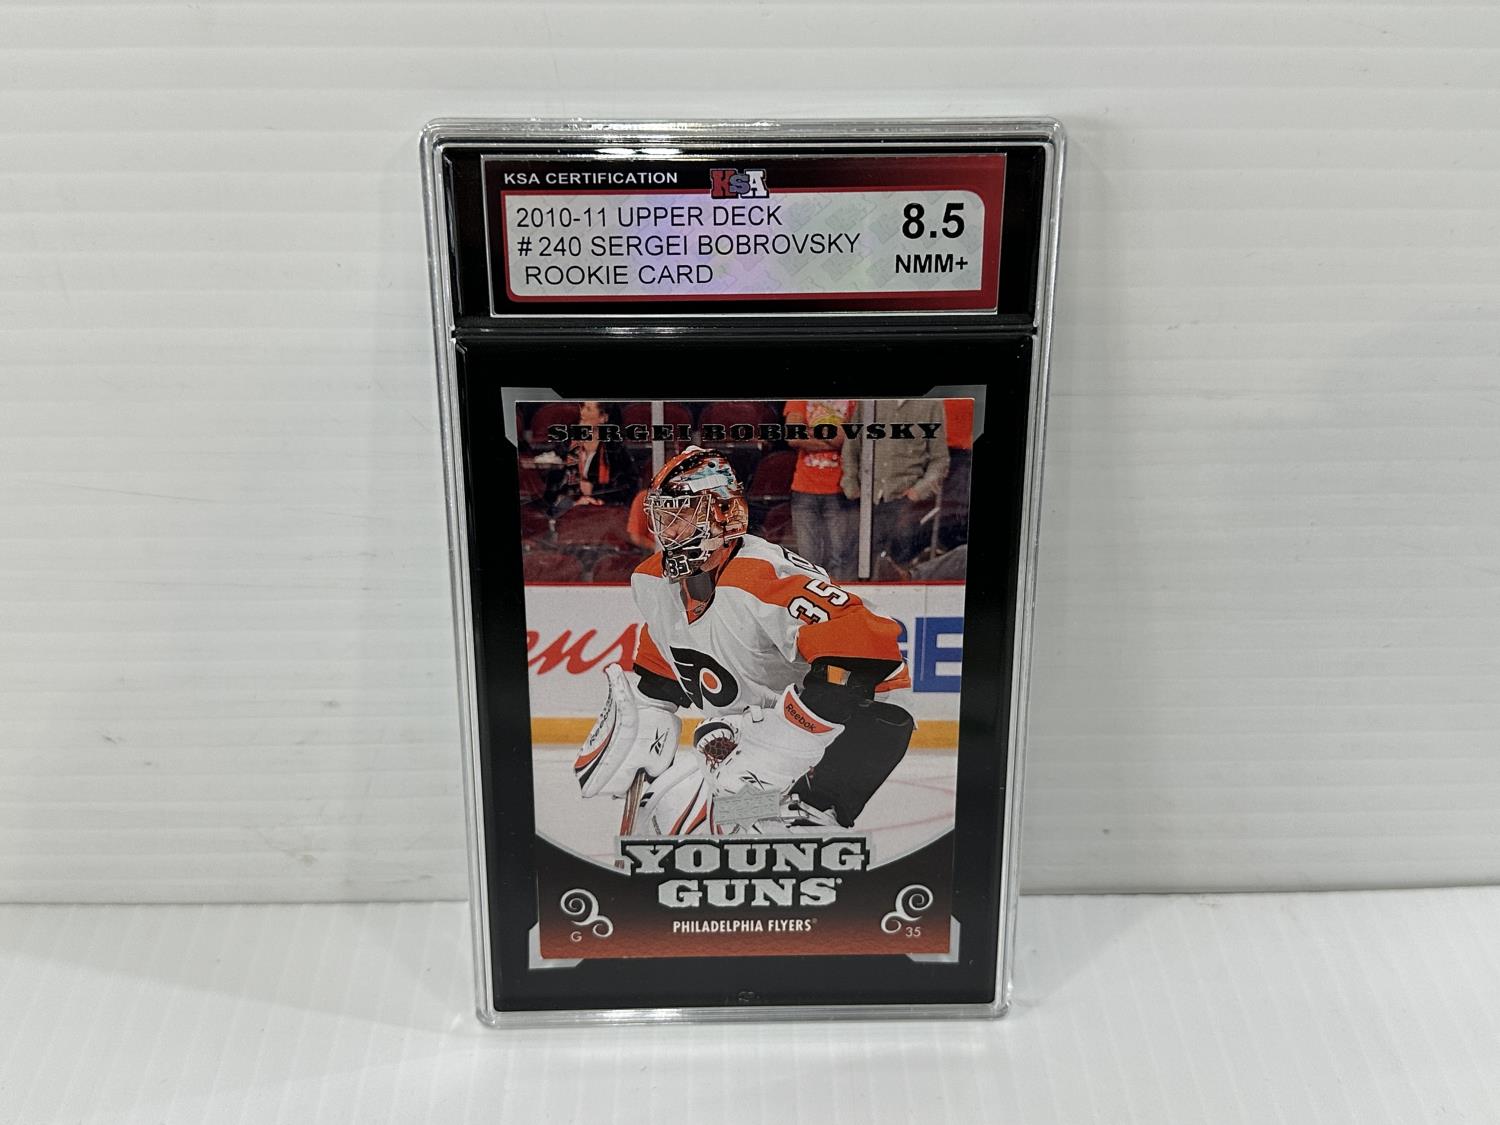 KSA CERTIFICATION
KSA
2010-11 UPPER DECK
# 240 SERGEI BOBROVSKY
ROOKIE CARD
8.5
NMM+
SERGEI BOBROVSKY
35
35
Reebok
YOUNG
GUNS
PHILADELPHIA FLYERS®
G
35